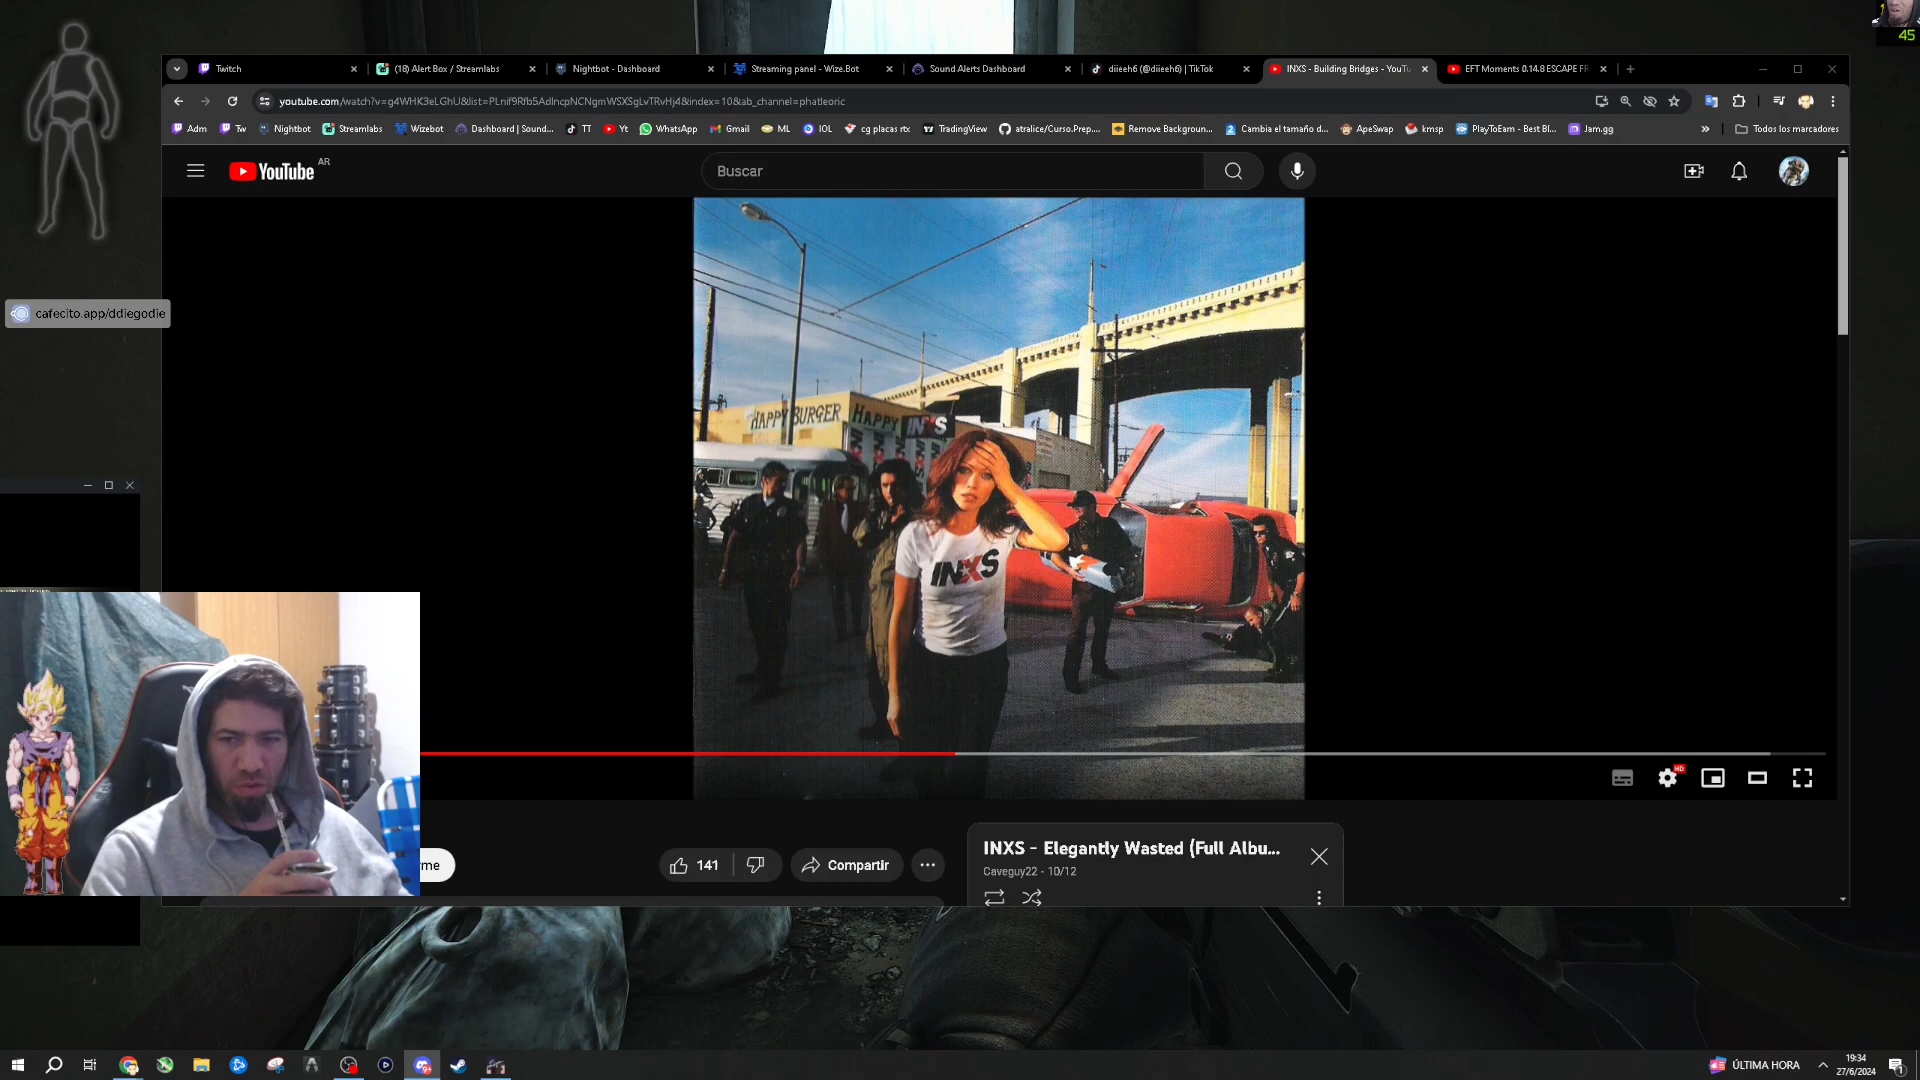 45
Twitch
(18) Alert Box / Streamlabs
Nightbot - Dashboard
Streaming panel - Wize.Bot
Sound Alerts Dashboard
diieeh6 (@diieeh6) | TikTok
INXS - Building Bridges - YouTu
EFT Moments 0.14.8 ESCAPE FR
youtube.com/watch?v=g4WHK3eLGhU&list=PLnif9Rfb5AdlncpNCNgmWSXSgLvTRvHj4&index=10&ab_channel=phatleoric
Adm
Tw
Nightbot
Streamlabs
Wizebot
Dashboard | Sound...
TT
Yt
WhatsApp
Gmail
ML
IOL
cg placas rtx
TradingView
atralice/Curso.Prep....
Remove Backgroun...
Cambia el tamaño d...
ApeSwap
kmsp
PlayToEarn - Best Bl...
Jam.gg
Todos los marcadores
YouTube AR
Buscar
cafecito.app/ddiegodie
HAPPY BURGER
HAPPY
INXS
INXS
HD
rme
141
Compartir
INXS - Elegantly Wasted (Full Albu...
Caveguy22 - 10/12
ÚLTIMA HORA
19:34
27/6/2024